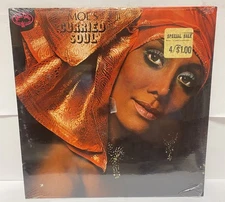 MOE'S
CURRIED
SOUL
SPECIAL SALE
4/$1.00